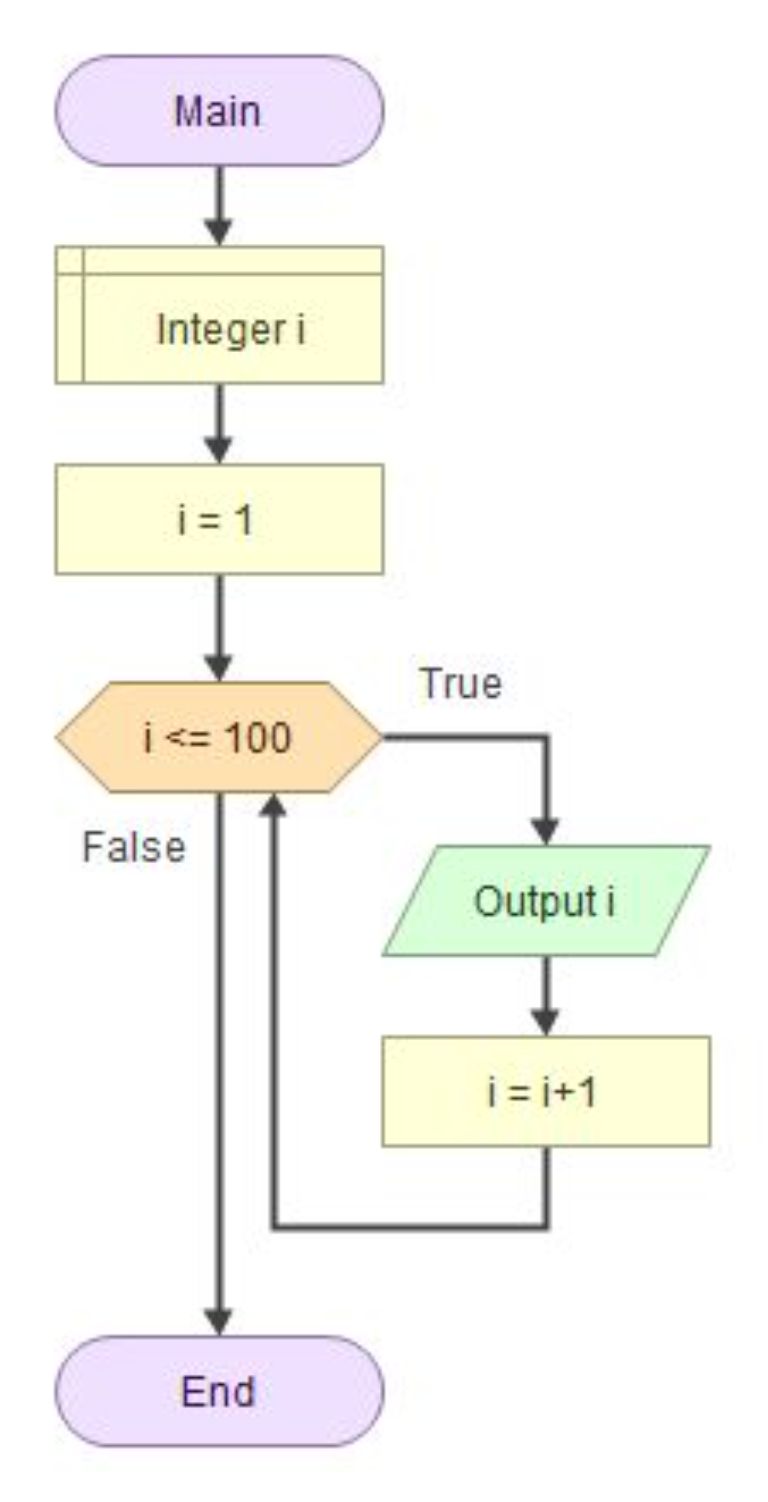 Main
Integer i
i = 1
i <= 100
True
False
Output i
i = i+1
End